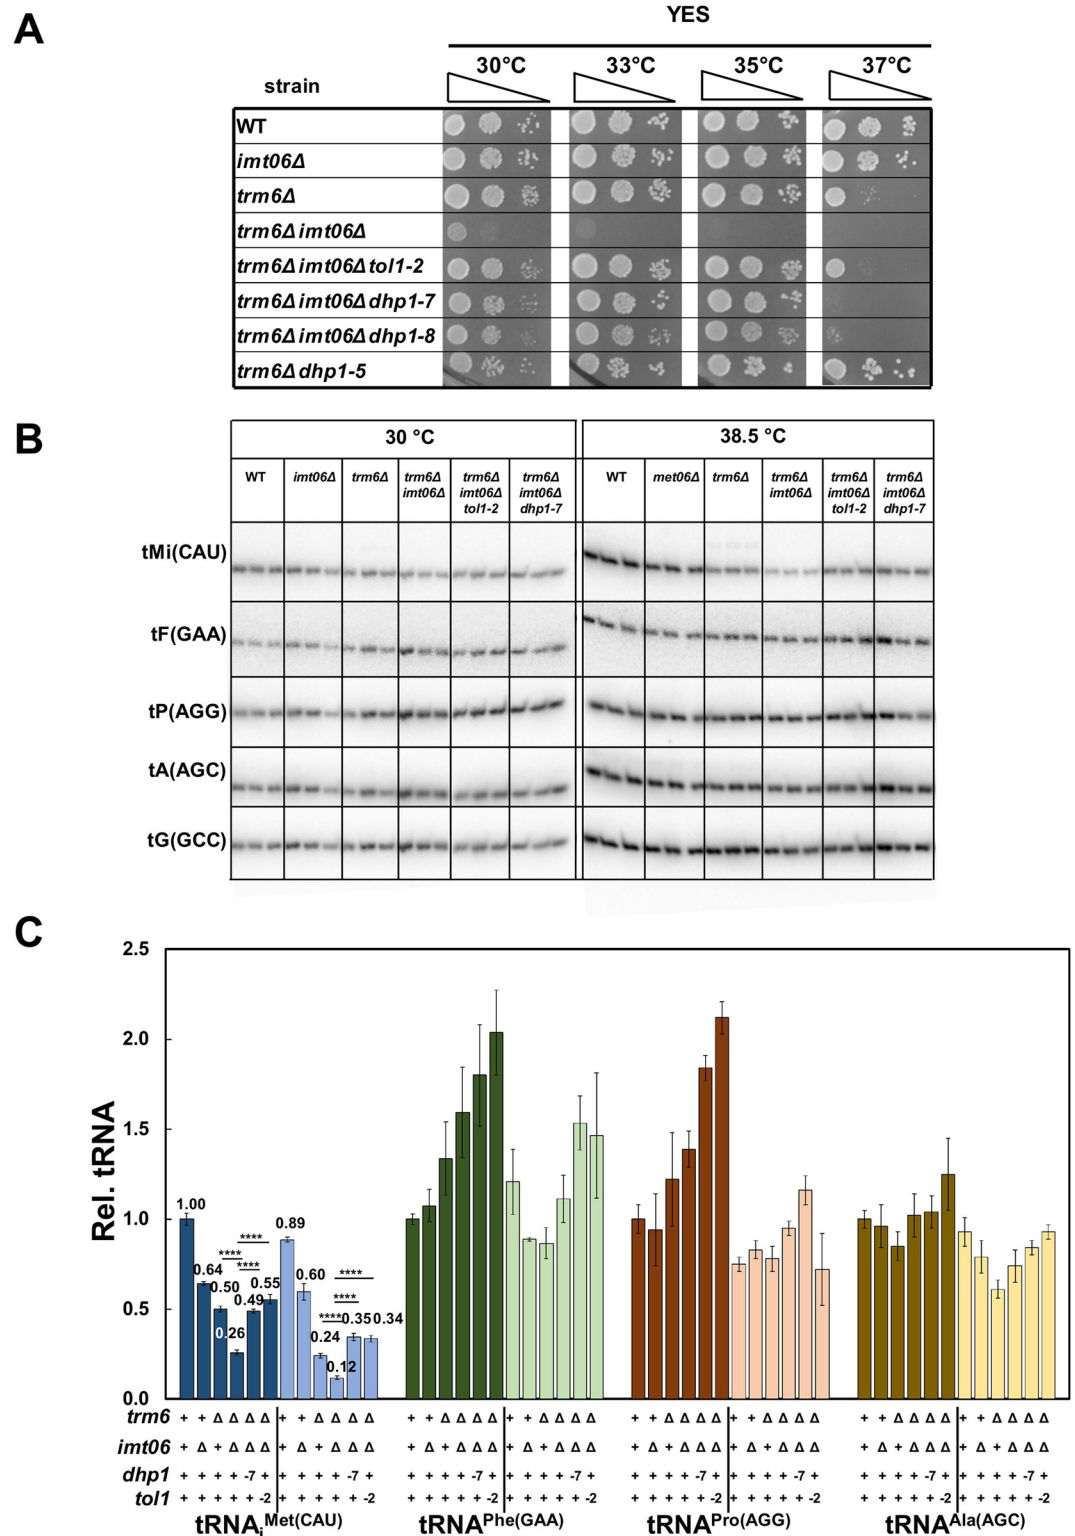 A
YES
strain
30°C 33°C 35°C 37°C
WT
imt06Δ
trm6Δ
trm6Δ imt06Δ
trm6Δ imt06Δ tol1-2
trm6Δ imt06Δ dhp1-7
trm6Δ imt06Δ dhp1-8
trm6Δ dhp1-5
B
30 °C 38.5 °C
WT imt06Δ trm6Δ trm6Δ trm6Δ trm6Δ WT met06Δ trm6Δ trm6Δ trm6Δ trm6Δ
imt06Δ imt06Δ imt06Δ imt06Δ imt06Δ imt06Δ
tol1-2 dhp1-7 tol1-2 dhp1-7
tMi(CAU)
tF(GAA)
tP(AGG)
tA(AGC)
tG(GCC)
C
Rel. tRNA
2.5
2.0
1.5
1.0
0.5
0.0
1.00 0.64 0.50 0.26 0.49 0.55 0.89 0.60 0.24 0.12 0.35 0.34
**** **** **** **** **** ****
trm6 + + Δ Δ Δ Δ + + Δ Δ Δ Δ + + Δ Δ Δ Δ + + Δ Δ Δ Δ + + Δ Δ Δ Δ + + Δ Δ Δ Δ + + Δ Δ Δ Δ + + Δ Δ Δ Δ
imt06 + Δ + Δ Δ Δ + Δ + Δ Δ Δ + Δ + Δ Δ Δ + Δ + Δ Δ Δ + Δ + Δ Δ Δ + Δ + Δ Δ Δ + Δ + Δ Δ Δ + Δ + Δ Δ Δ
dhp1 + + + + -7 + + + + + -7 + + + + + -7 + + + + + -7 + + + + + -7 + + + + + -7 + + + + + -7 + + + + + -7 +
tol1 + + + + + -2 + + + + + -2 + + + + + -2 + + + + + -2 + + + + + -2 + + + + + -2 + + + + + -2 + + + + + -2
tRNAiMet(CAU) tRNAPhe(GAA) tRNAPro(AGG) tRNAAla(AGC)